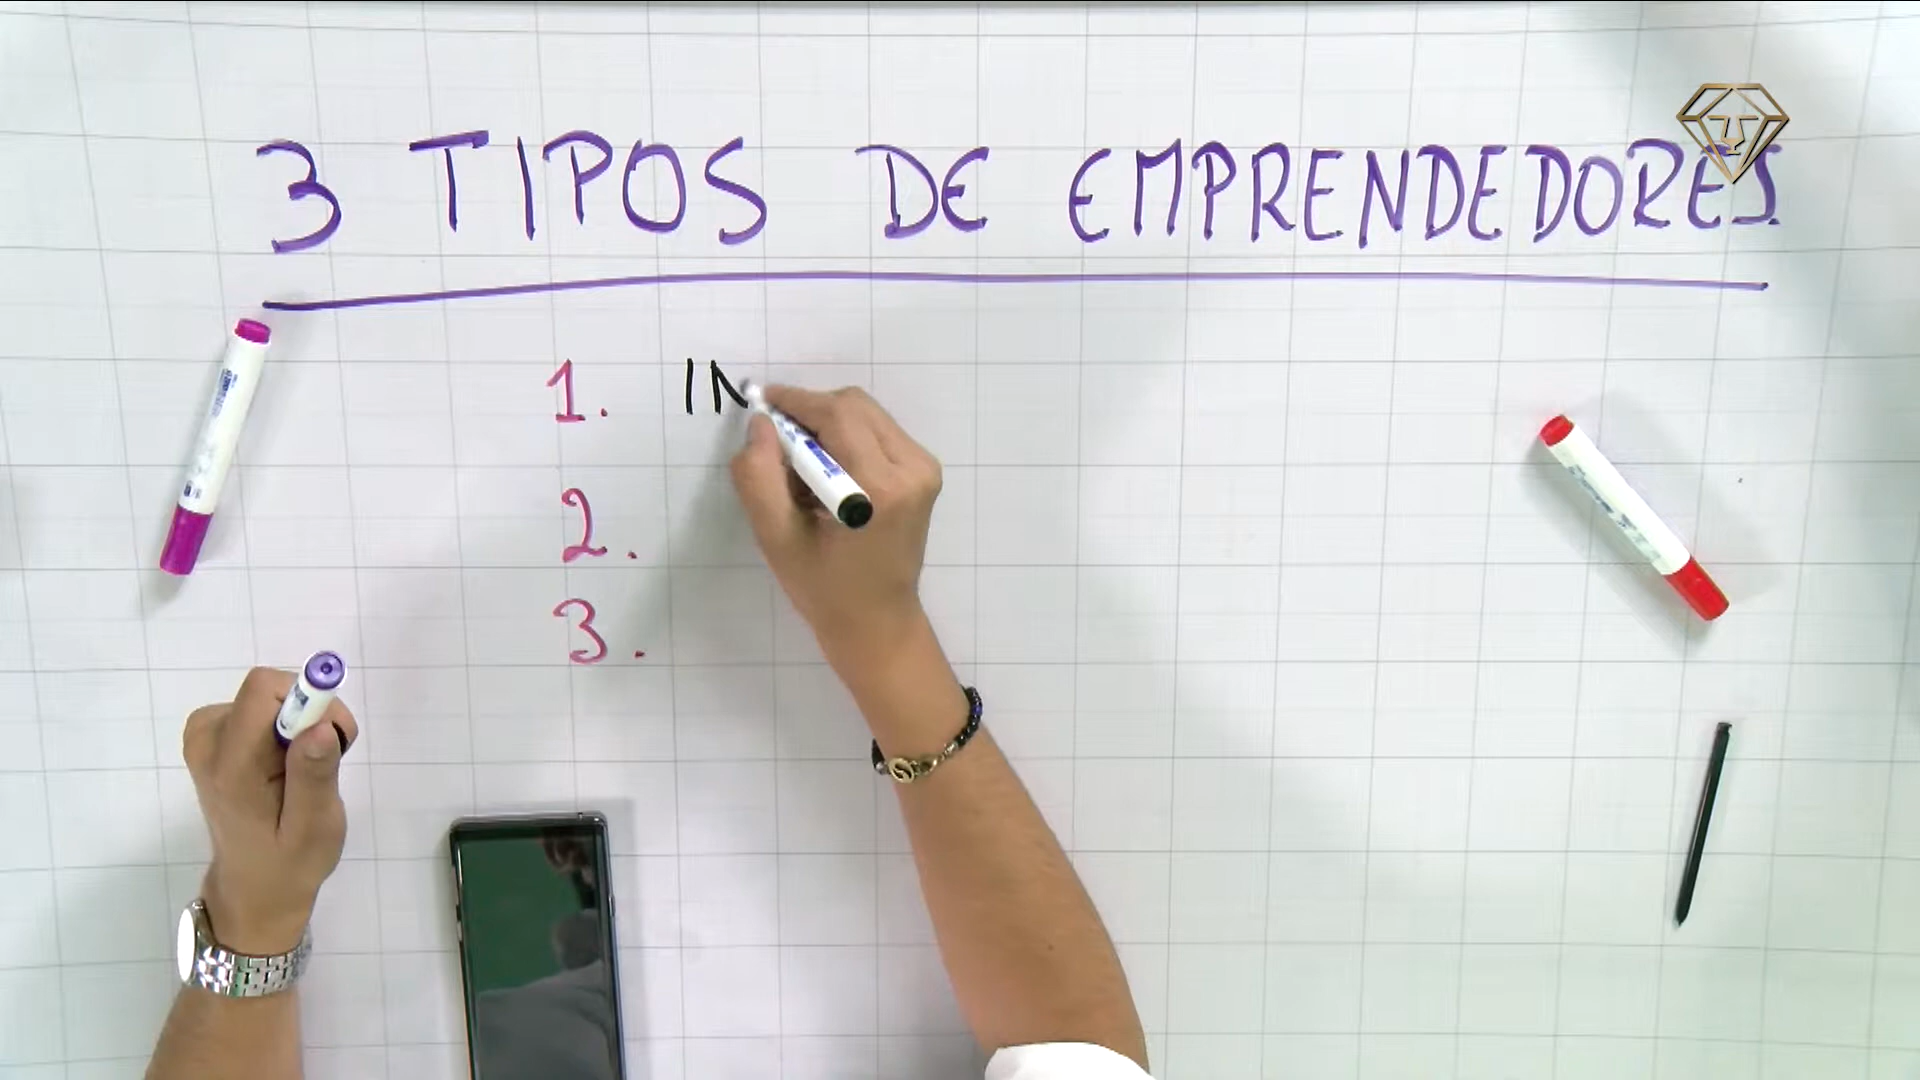 3 TIPOS DE EMPRENDEDORES
1. IN
2.
3.